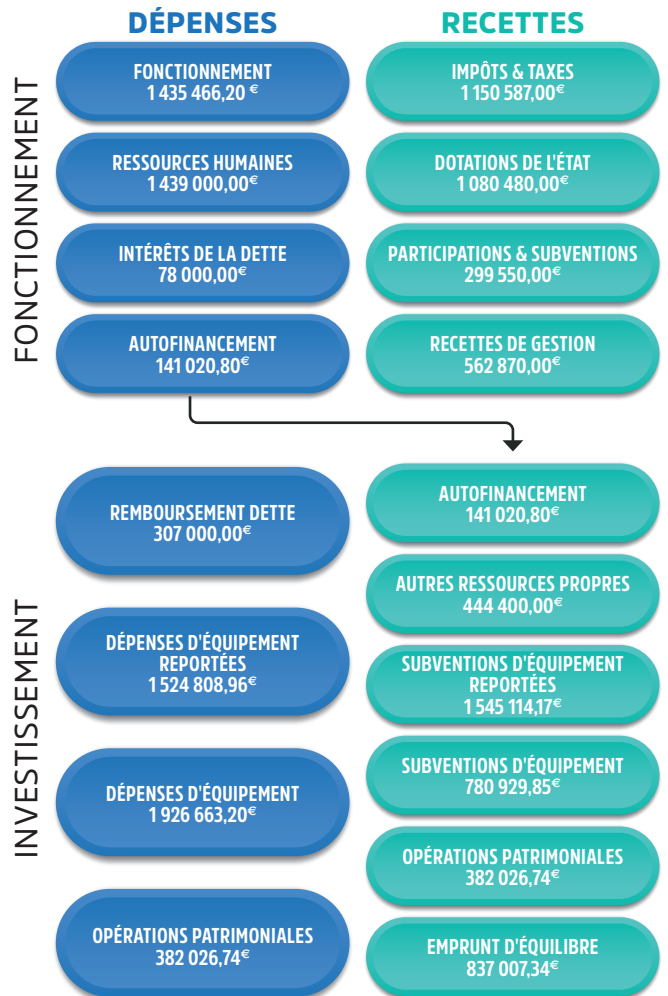 DÉPENSES
RECETTES
FONCTIONNEMENT
FONCTIONNEMENT
1 435 466,20 €
IMPÔTS & TAXES
1 150 587,00€
RESSOURCES HUMAINES
1 439 000,00€
DOTATIONS DE L'ÉTAT
1 080 480,00€
INTÉRÊTS DE LA DETTE
78 000,00€
PARTICIPATIONS & SUBVENTIONS
299 550,00€
AUTOFINANCEMENT
141 020,80€
RECETTES DE GESTION
562 870,00€
INVESTISSEMENT
REMBOURSEMENT DETTE
307 000,00€
DÉPENSES D'ÉQUIPEMENT
REPORTÉES
1 524 808,96€
DÉPENSES D'ÉQUIPEMENT
1 926 663,20€
OPÉRATIONS PATRIMONIALES
382 026,74€
AUTOFINANCEMENT
141 020,80€
AUTRES RESSOURCES PROPRES
444 400,00€
SUBVENTIONS D'ÉQUIPEMENT
REPORTÉES
1 545 114,17€
SUBVENTIONS D'ÉQUIPEMENT
780 929,85€
OPÉRATIONS PATRIMONIALES
382 026,74€
EMPRUNT D'ÉQUILIBRE
837 007,34€